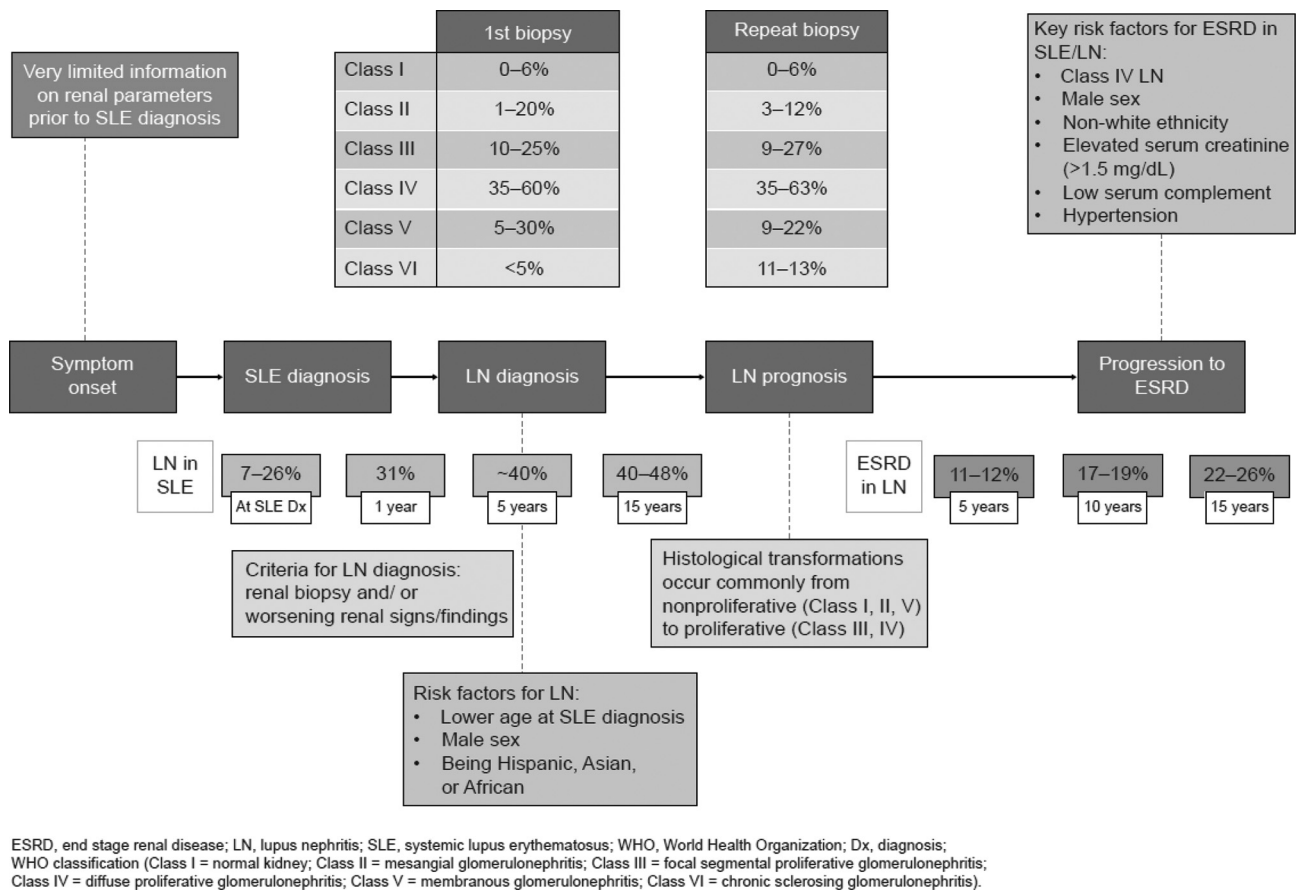 Very limited information
on renal parameters
prior to SLE diagnosis
1st biopsy
Repeat biopsy
Class I
0–6%
0–6%
Class II
1–20%
3–12%
Class III
10–25%
9–27%
Class IV
35–60%
35–63%
Class V
5–30%
9–22%
Class VI
<5%
11–13%
Key risk factors for ESRD in
SLE/LN:
• Class IV LN
• Male sex
• Non-white ethnicity
• Elevated serum creatinine
(>1.5 mg/dL)
• Low serum complement
• Hypertension
Symptom
onset
SLE diagnosis
LN diagnosis
LN prognosis
Progression to
ESRD
LN in
SLE
7–26%
At SLE Dx
31%
1 year
~40%
5 years
40–48%
15 years
ESRD
in LN
11–12%
5 years
17–19%
10 years
22–26%
15 years
Criteria for LN diagnosis:
renal biopsy and/ or
worsening renal signs/findings
Histological transformations
occur commonly from
nonproliferative (Class I, II, V)
to proliferative (Class III, IV)
Risk factors for LN:
• Lower age at SLE diagnosis
• Male sex
• Being Hispanic, Asian,
or African
ESRD, end stage renal disease; LN, lupus nephritis; SLE, systemic lupus erythematosus; WHO, World Health Organization; Dx, diagnosis;
WHO classification (Class I = normal kidney; Class II = mesangial glomerulonephritis; Class III = focal segmental proliferative glomerulonephritis;
Class IV = diffuse proliferative glomerulonephritis; Class V = membranous glomerulonephritis; Class VI = chronic sclerosing glomerulonephritis).